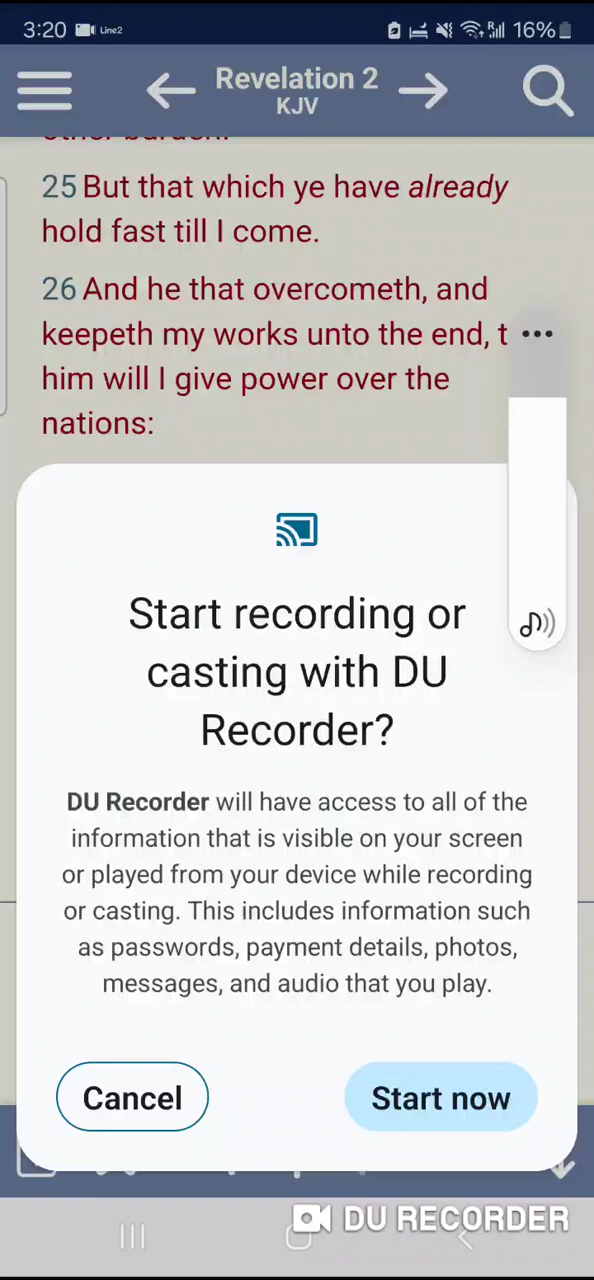 3:20 Line2 16%
Revelation 2
KJV
other burden.
25 But that which ye have already
hold fast till I come.
26 And he that overcometh, and
keepeth my works unto the end, t
him will I give power over the
nations:
Start recording or
casting with DU
Recorder?
DU Recorder will have access to all of the
information that is visible on your screen
or played from your device while recording
or casting. This includes information such
as passwords, payment details, photos,
messages, and audio that you play.
Cancel Start now
DU RECORDER